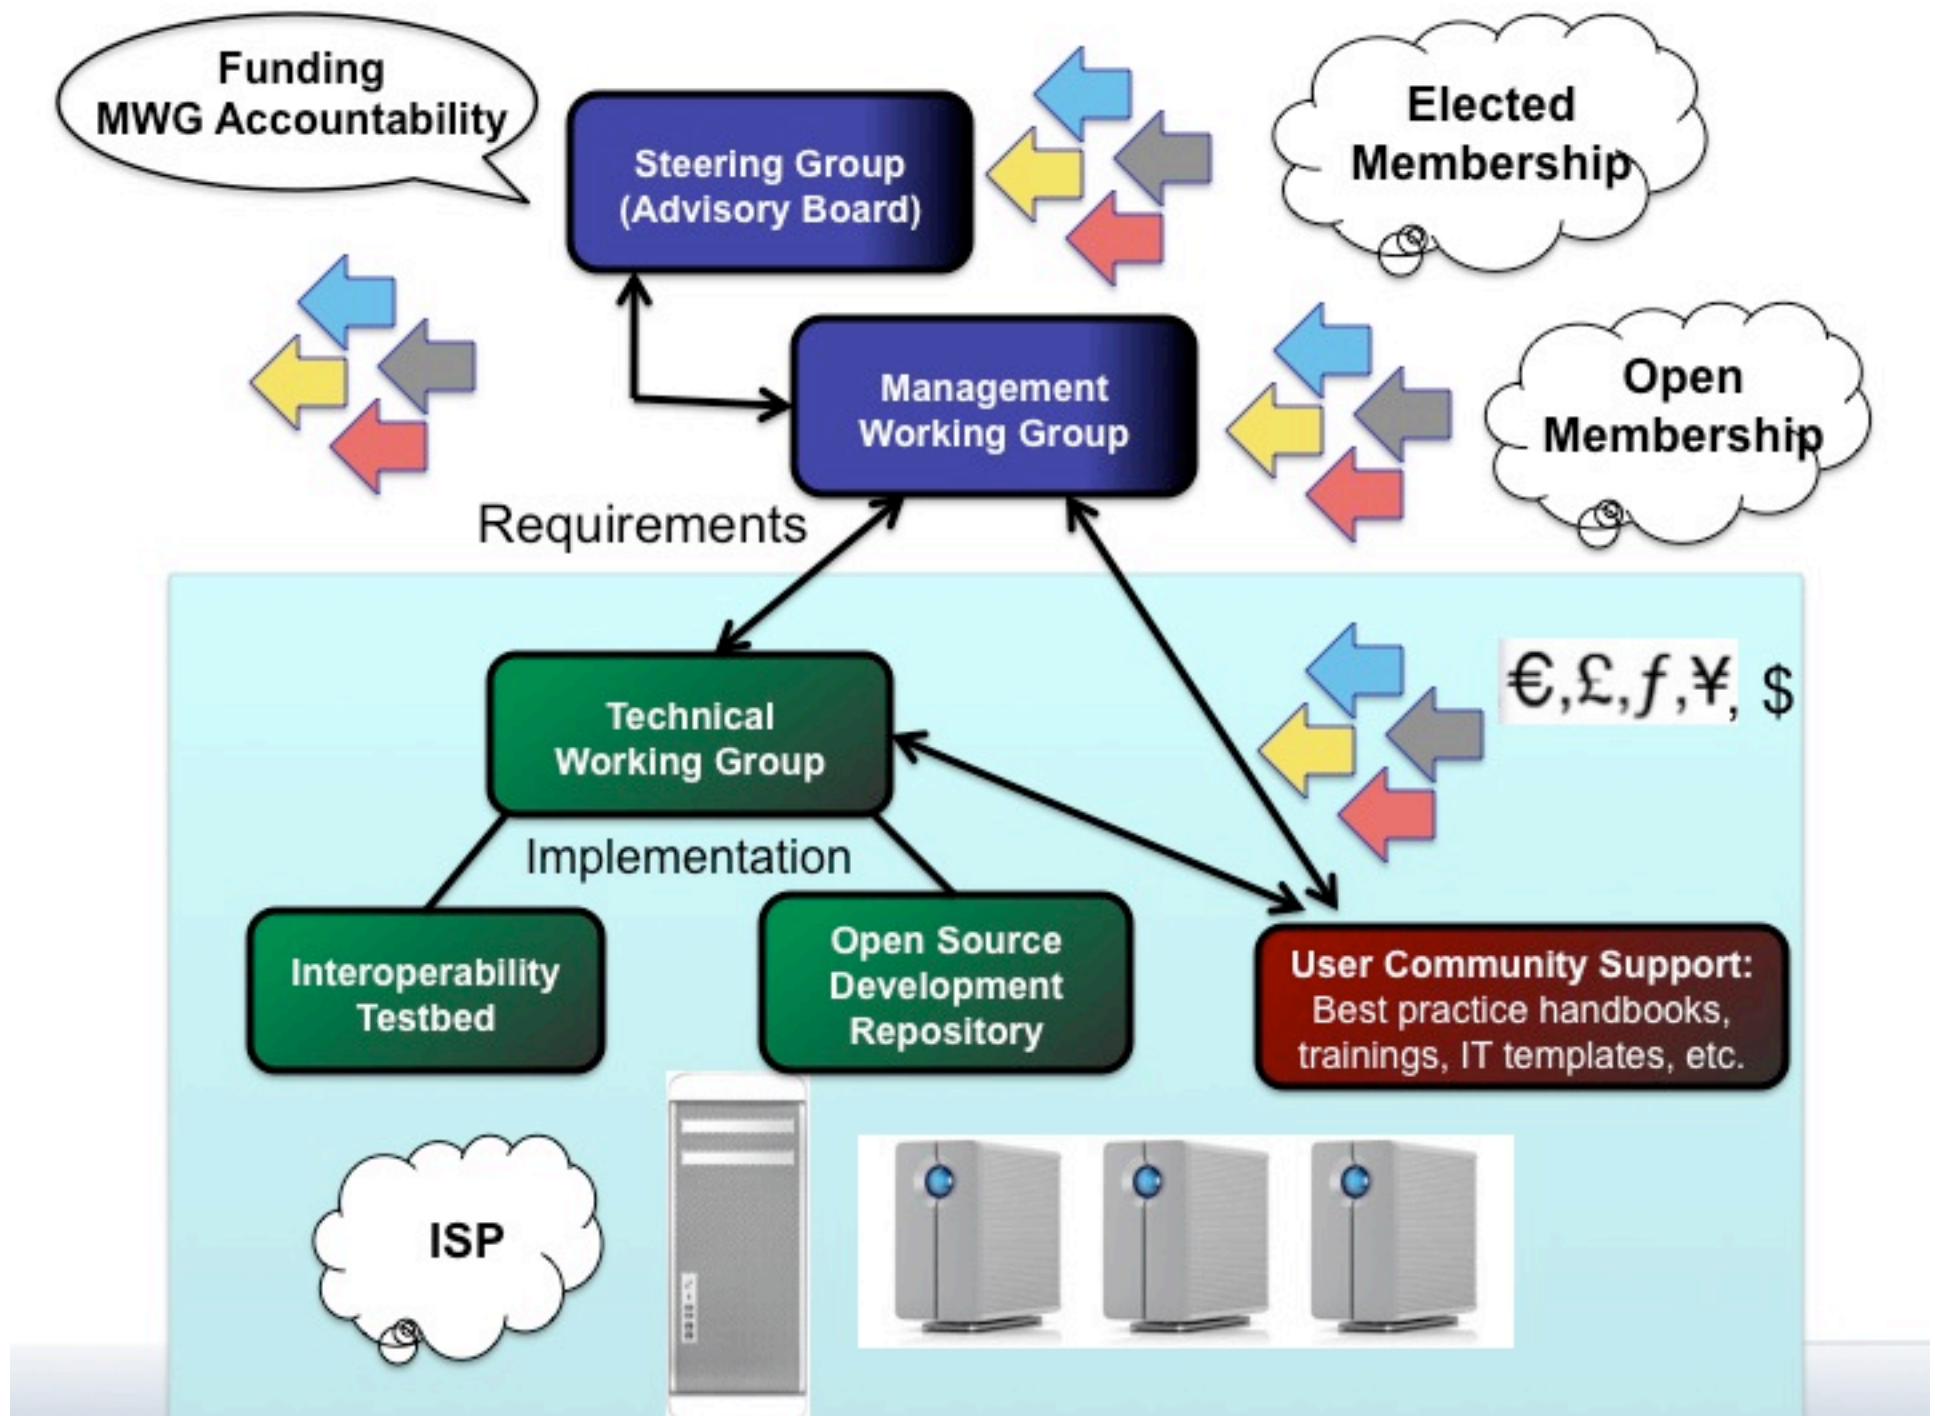 Funding
MWG Accountability
Steering Group
(Advisory Board)
Elected
Membership
Management
Working Group
Open
Membership
Requirements
€,£,ƒ,¥, $
Technical
Working Group
Implementation
Interoperability
Testbed
Open Source
Development
Repository
User Community Support:
Best practice handbooks,
trainings, IT templates, etc.
ISP